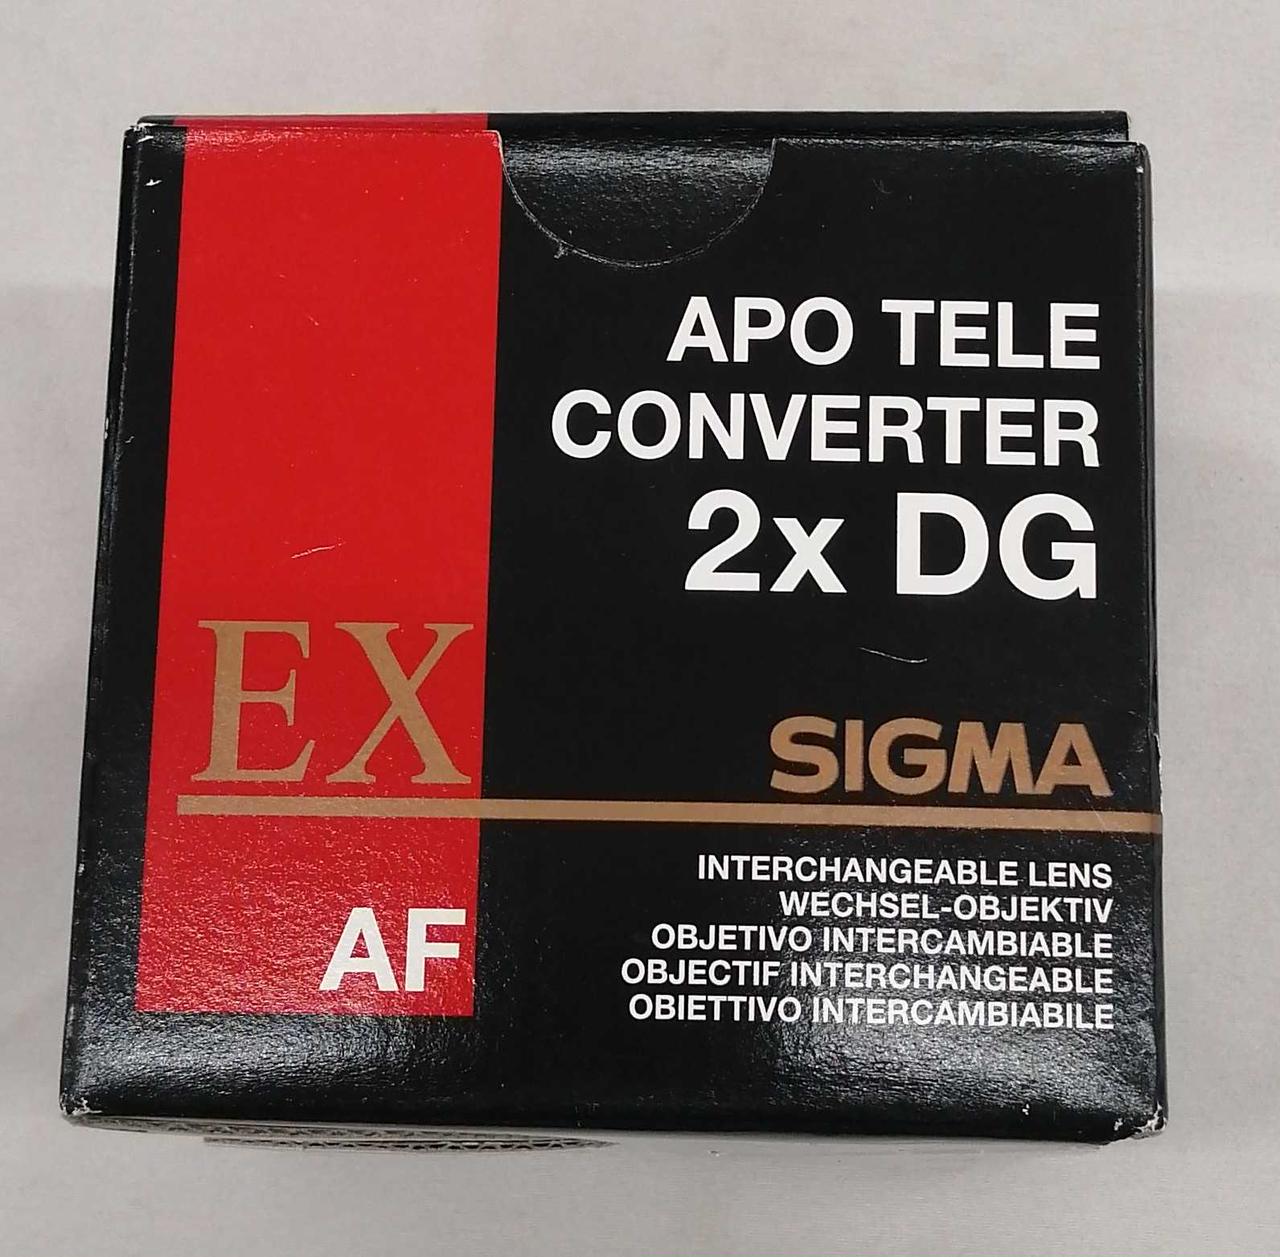 APO TELE
CONVERTER
2x DG
EX
SIGMA
AF
INTERCHANGEABLE LENS
WECHSEL-OBJEKTIV
OBJETIVO INTERCAMBIABLE
OBJECTIF INTERCHANGEABLE
OBIETTIVO INTERCAMBIABILE